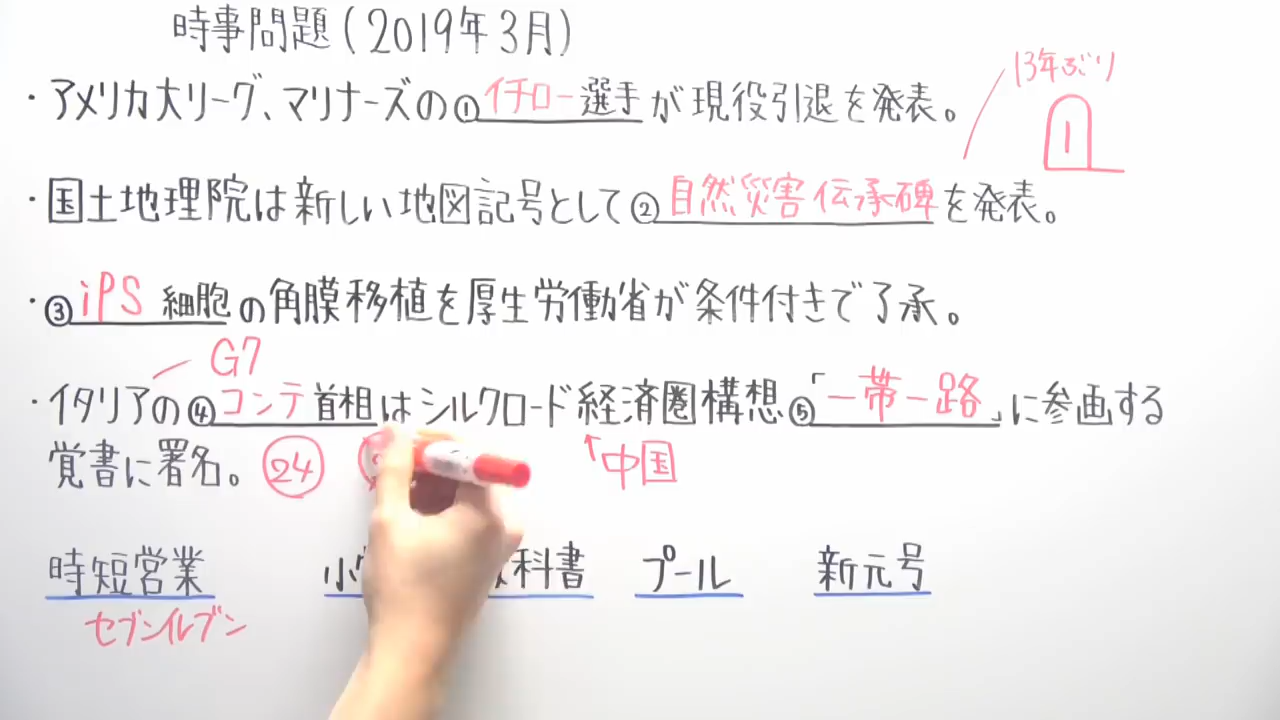 時事問題(2019年3月)
13年ぶり
・アメリカ大リーグ、マリナーズの①イチロー選手が現役引退を発表。
1
・国土地理院は新しい地図記号として②自然災害伝承碑を発表。
・③iPS細胞の角膜移植を厚生労働省が条件付きで了承。
G7
・イタリアの④コンテ首相はシルクロード経済圏構想⑤「一帯一路」に参画する
覚書に署名。 24 中国
時短営業 小 科書 プール 新元号
セブンイレブン